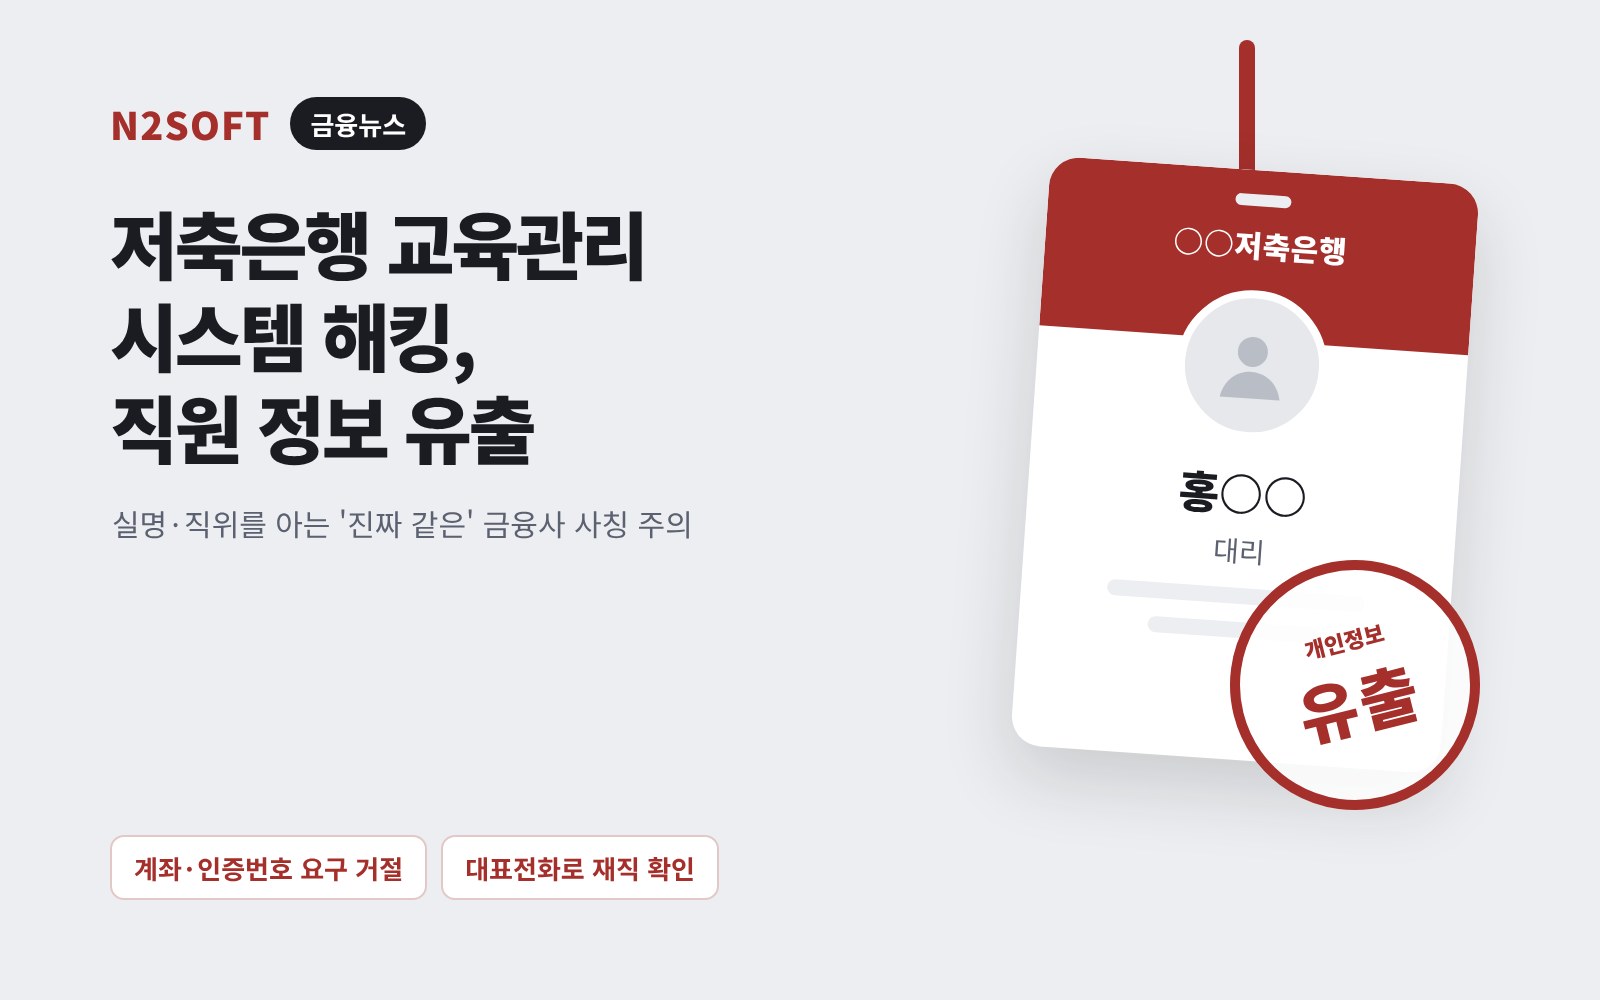 N2SOFT 금융뉴스
저축은행 교육관리
시스템 해킹,
직원 정보 유출
실명·직위를 아는 '진짜 같은' 금융사 사칭 주의
계좌·인증번호 요구 거절
대표전화로 재직 확인
○○저축은행
홍○○
대리
개인정보
유출